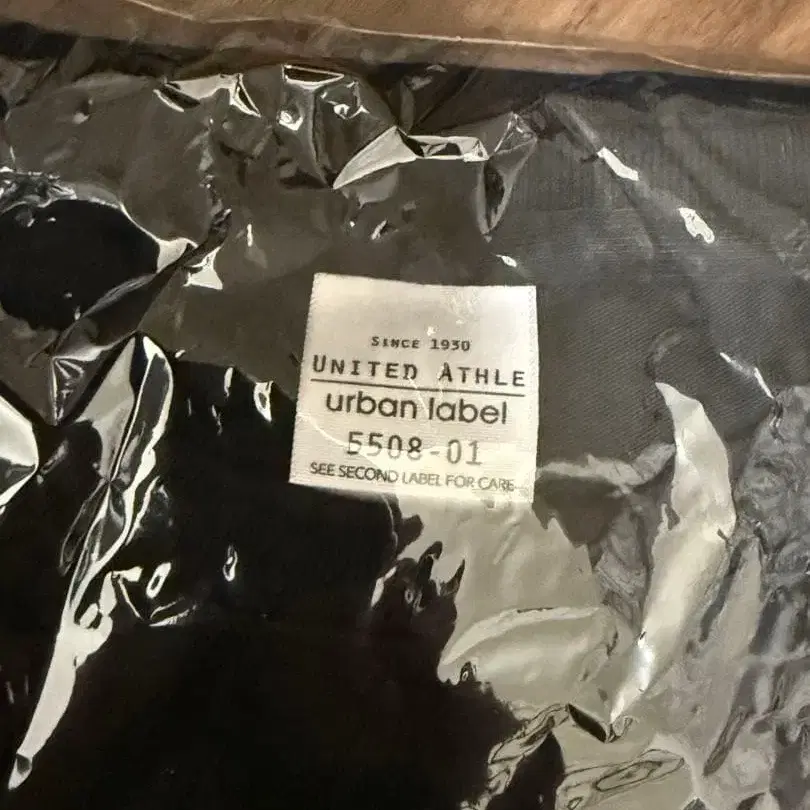 SINCE 1930
UNITED ATHLE
urban label
5508-01
SEE SECOND LABEL FOR CARE